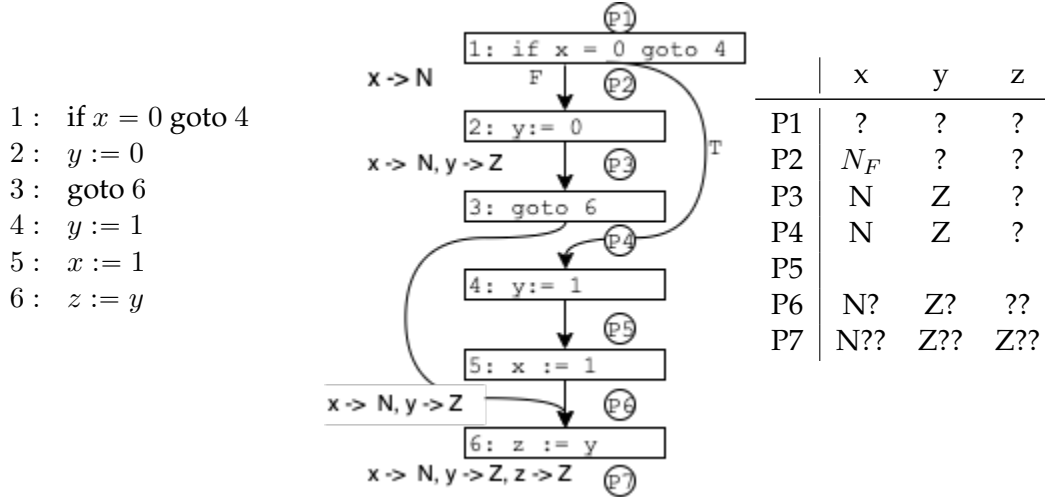 1 : if x = 0 goto 4
2 : y := 0
3 : goto 6
4 : y := 1
5 : x := 1
6 : z := y
P1
1: if x = 0 goto 4
x -> N
F
P2
2: y:= 0
T
x -> N, y -> Z
P3
3: goto 6
P4
4: y:= 1
P5
5: x := 1
x -> N, y -> Z
P6
6: z := y
x -> N, y -> Z, z -> Z
P7
x y z
P1 ? ? ?
P2 N_F ? ?
P3 N Z ?
P4 N Z ?
P5
P6 N? Z? ??
P7 N?? Z?? Z??